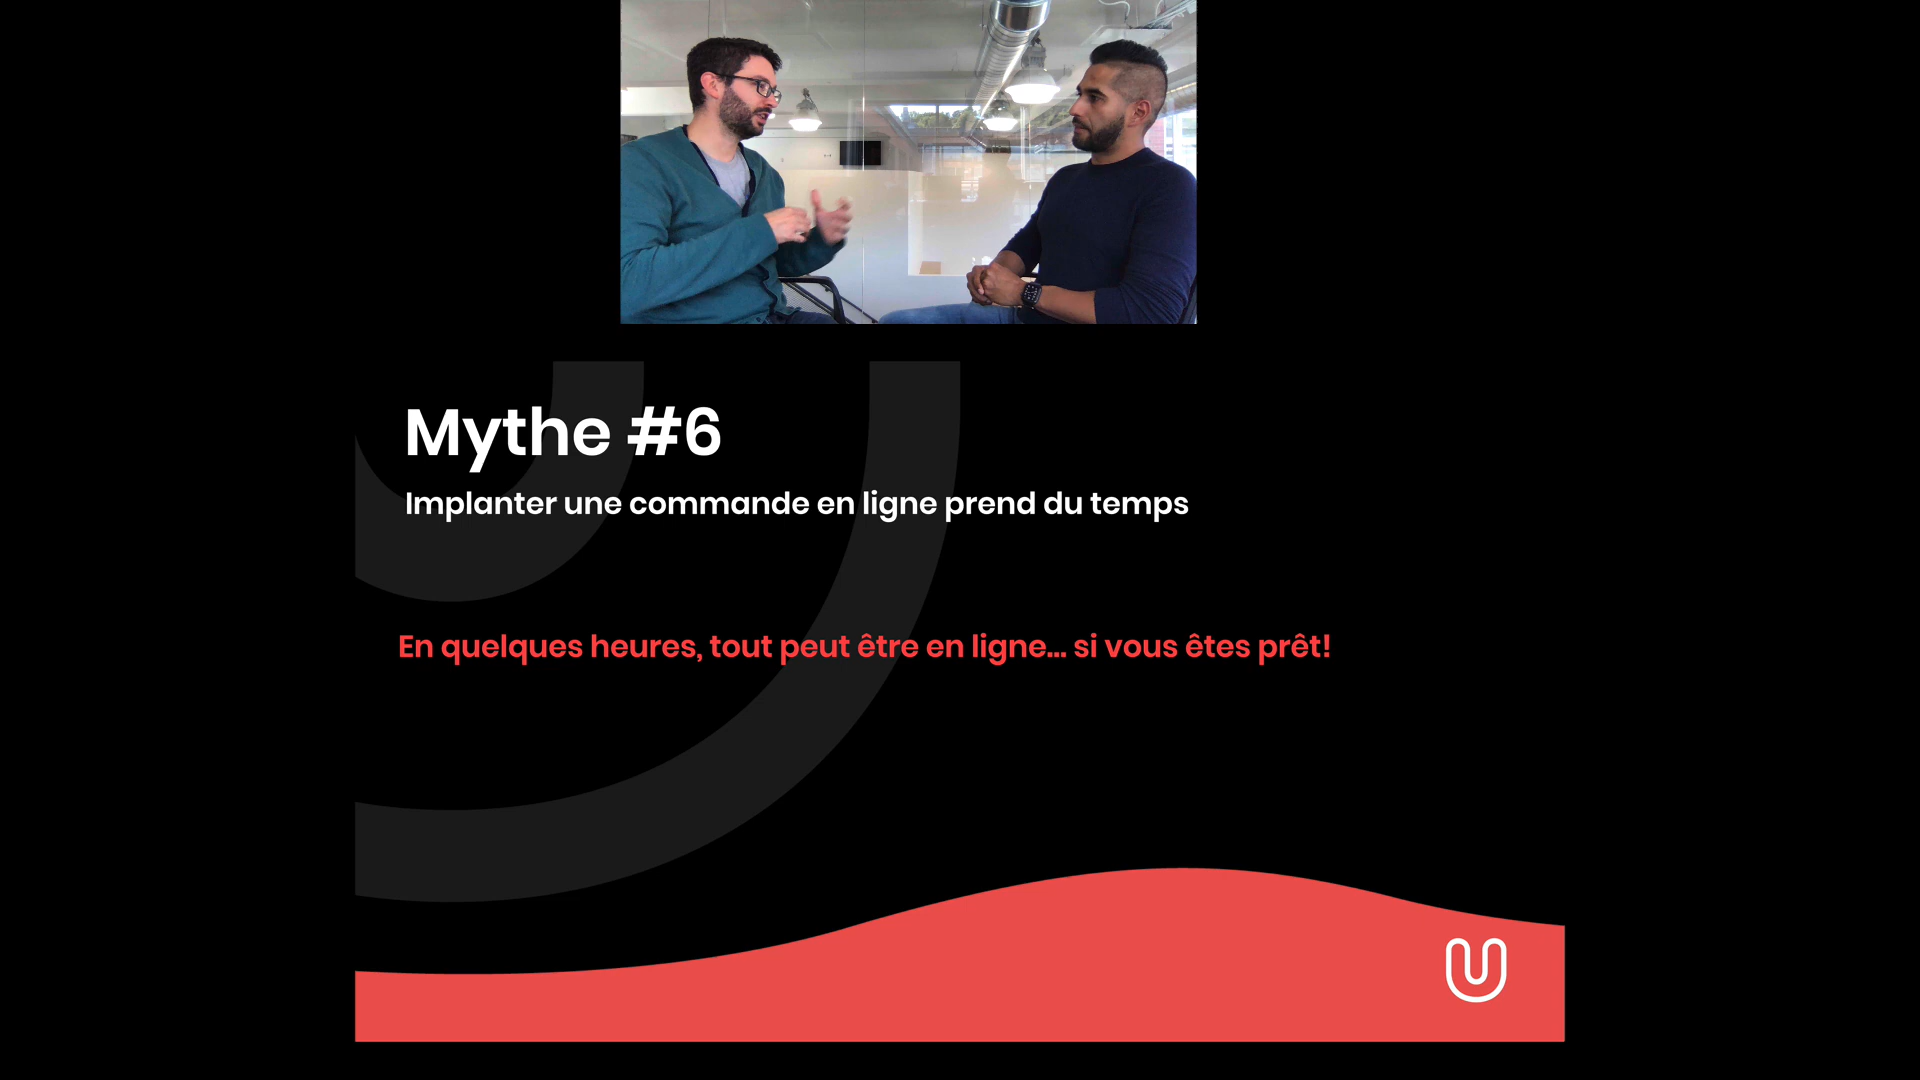 Mythe #6
Implanter une commande en ligne prend du temps
En quelques heures, tout peut être en ligne... si vous êtes prêt!